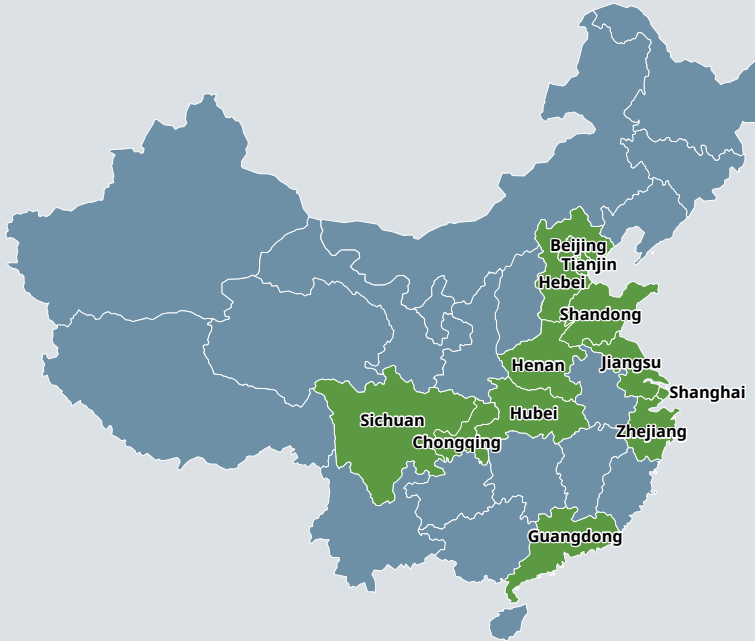 Beijing
Tianjin
Hebei
Shandong
Jiangsu
Henan
Shanghai
Hubei
Sichuan
Zhejiang
Chongqing
Guangdong